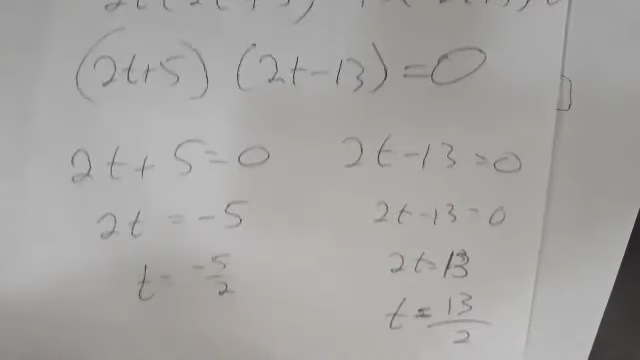 (2t+5) (2t-13)=0
2t+5=0
2t=-5
t=-5/2
2t-13=0
2t-13=0
2t=13
t=13/2